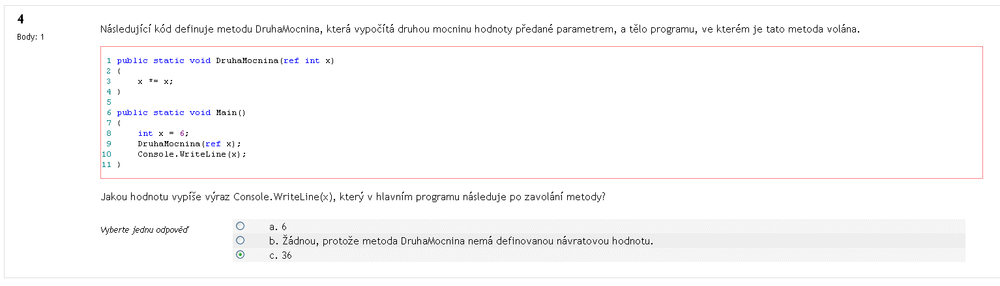 4
Body: 1
Následující kód definuje metodu DruhaMocnina, která vypočítá druhou mocninu hodnoty předané parametrem, a tělo programu, ve kterém je tato metoda volána.
1 public static void DruhaMocnina(ref int x)
2 {
3     x *= x;
4 }
5
6 public static void Main()
7 {
8     int x = 6;
9     DruhaMocnina(ref x);
10     Console.WriteLine(x);
11 }
Jakou hodnotu vypíše výraz Console.WriteLine(x), který v hlavním programu následuje po zavolání metody?
Vyberte jednu odpověď
a. 6
b. Žádnou, protože metoda DruhaMocnina nemá definovanou návratovou hodnotu.
c. 36